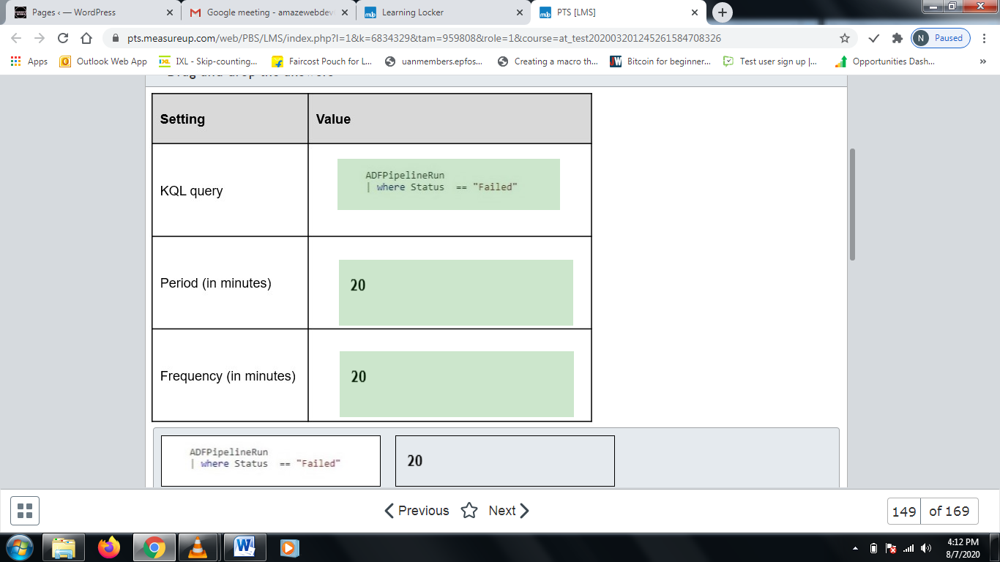 Pages ‹ — WordPress
Google meeting - amazewebdev
Learning Locker
PTS [LMS]
pts.measureup.com/web/PBS/LMS/index.php?l=1&k=6834329&tam=959808&role=1&course=at_test202003201245261584708326
N Paused
Apps
Outlook Web App
IXL - Skip-counting...
Faircost Pouch for L...
uanmembers.epfos...
Creating a macro th...
Bitcoin for beginner...
Test user sign up |...
Opportunities Dash...
»
Drag and drop the answers
Setting Value
KQL query
ADFPipelineRun
| where Status == "Failed"
Period (in minutes) 20
Frequency (in minutes) 20
ADFPipelineRun
| where Status == "Failed"
20
Previous Next
149 of 169
4:12 PM
8/7/2020